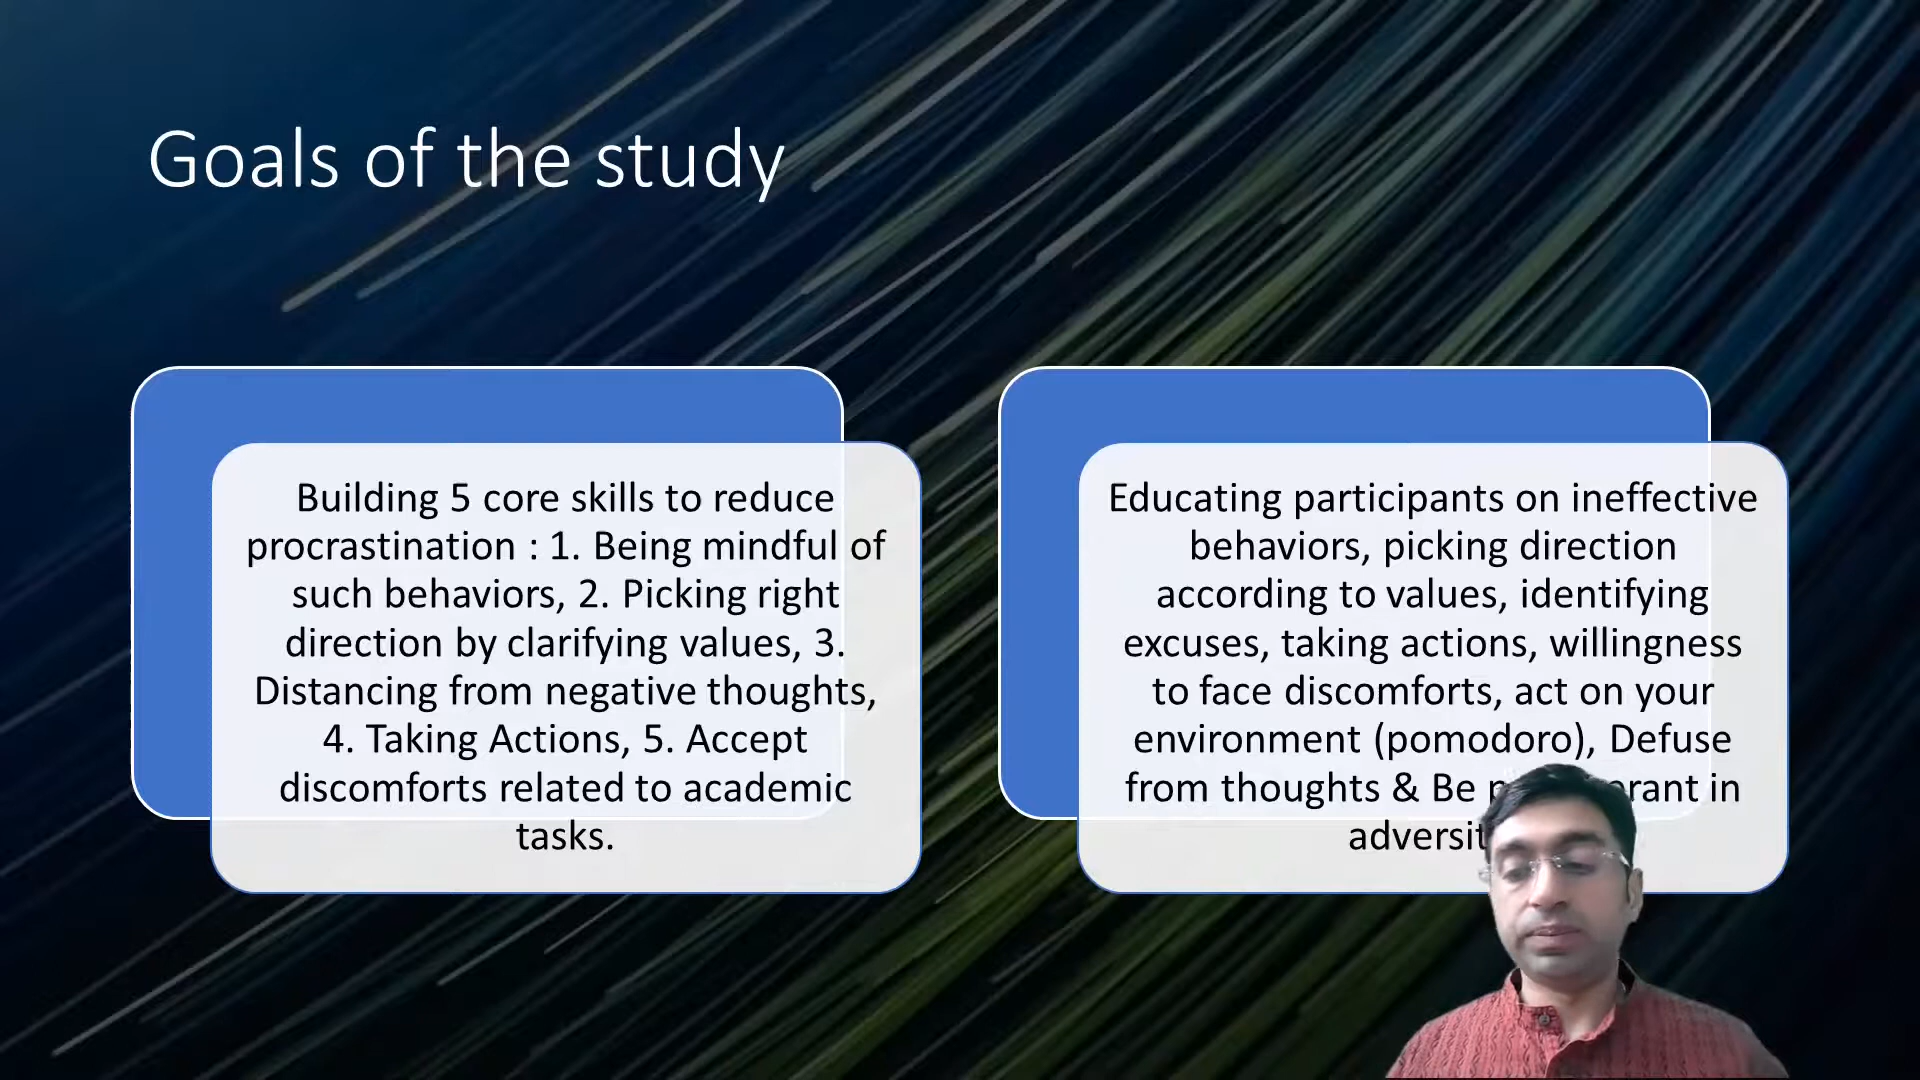 Goals of the study
Building 5 core skills to reduce
procrastination : 1. Being mindful of
such behaviors, 2. Picking right
direction by clarifying values, 3.
Distancing from negative thoughts,
4. Taking Actions, 5. Accept
discomforts related to academic
tasks.
Educating participants on ineffective
behaviors, picking direction
according to values, identifying
excuses, taking actions, willingness
to face discomforts, act on your
environment (pomodoro), Defuse
from thoughts & Be in